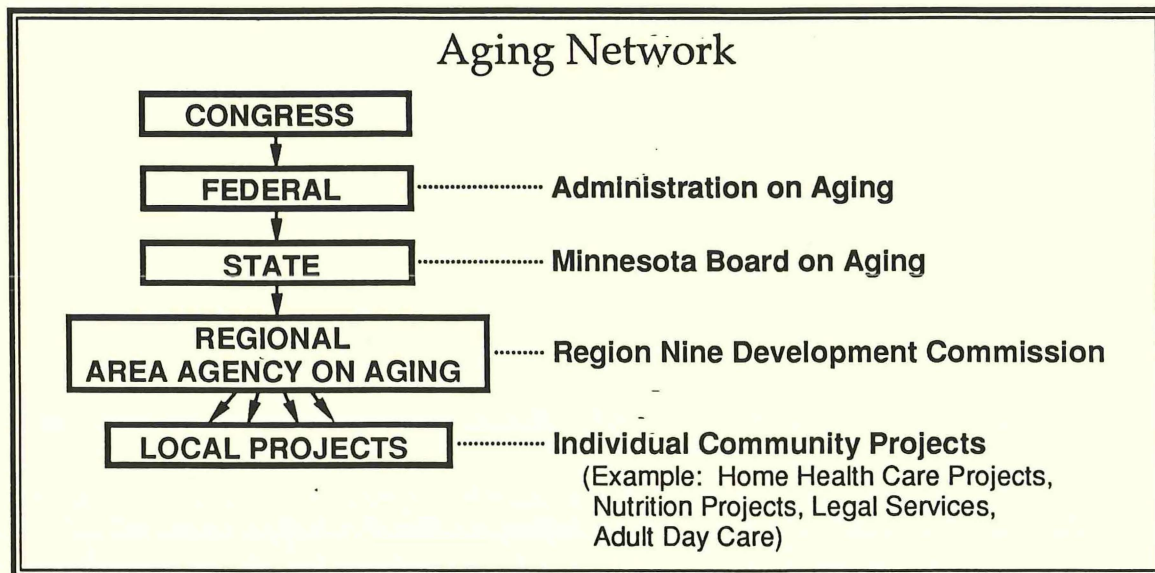 Aging Network
CONGRESS
FEDERAL
Administration on Aging
STATE
Minnesota Board on Aging
REGIONAL
AREA AGENCY ON AGING
Region Nine Development Commission
LOCAL PROJECTS
Individual Community Projects
(Example: Home Health Care Projects,
Nutrition Projects, Legal Services,
Adult Day Care)